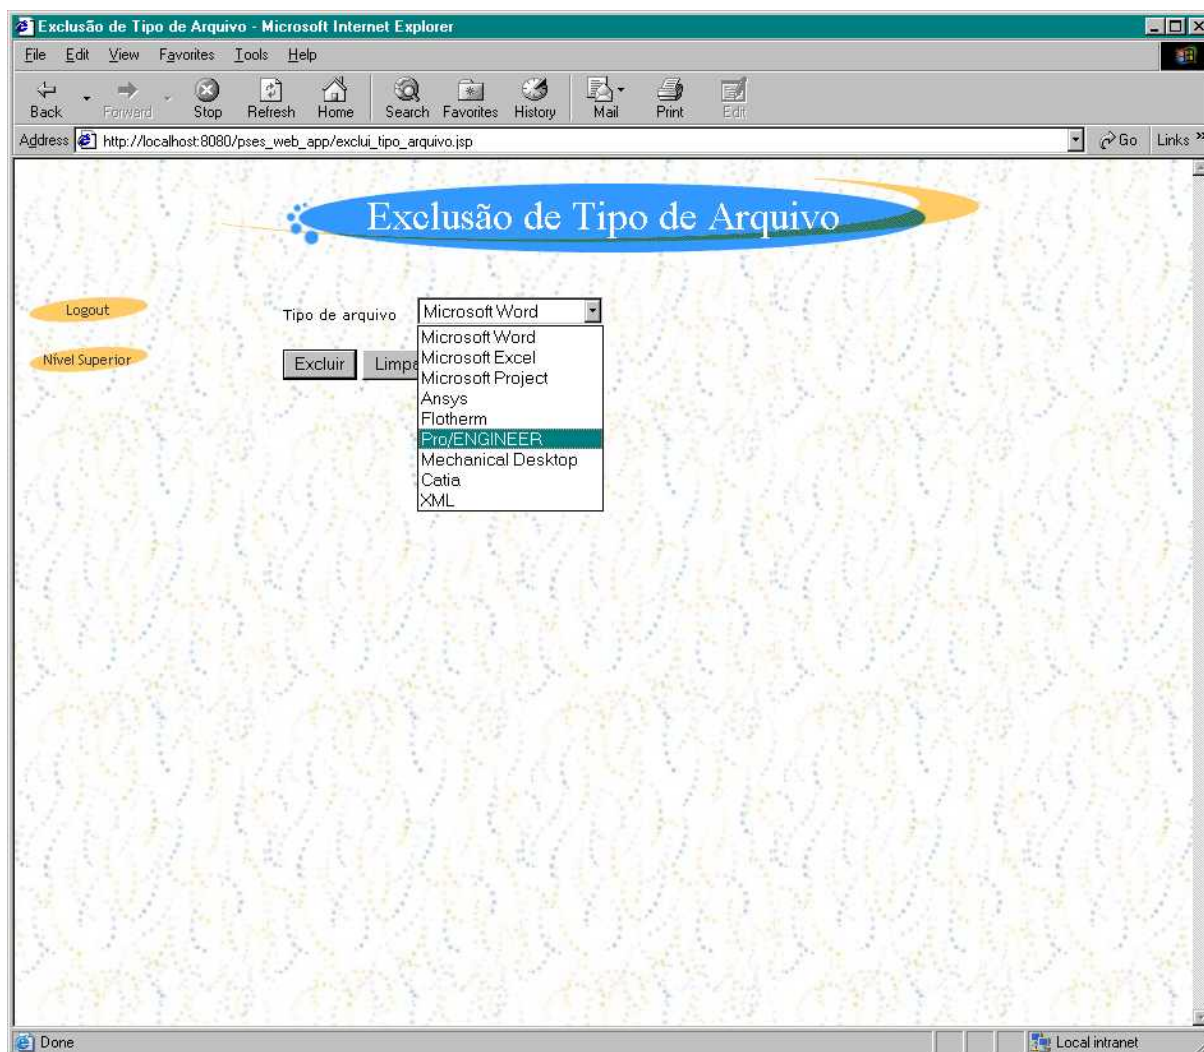 Exclusão de Tipo de Arquivo - Microsoft Internet Explorer
File Edit View Favorites Tools Help
Back Forward Stop Refresh Home Search Favorites History Mail Print Edit
Address http://localhost:8080/pses_web_app/exclui_tipo_arquivo.jsp Go Links »
Exclusão de Tipo de Arquivo
Logout
Nível Superior
Tipo de arquivo Microsoft Word
Excluir Limpa
Microsoft Word
Microsoft Excel
Microsoft Project
Ansys
Flotherm
Pro/ENGINEER
Mechanical Desktop
Catia
XML
Done Local intranet